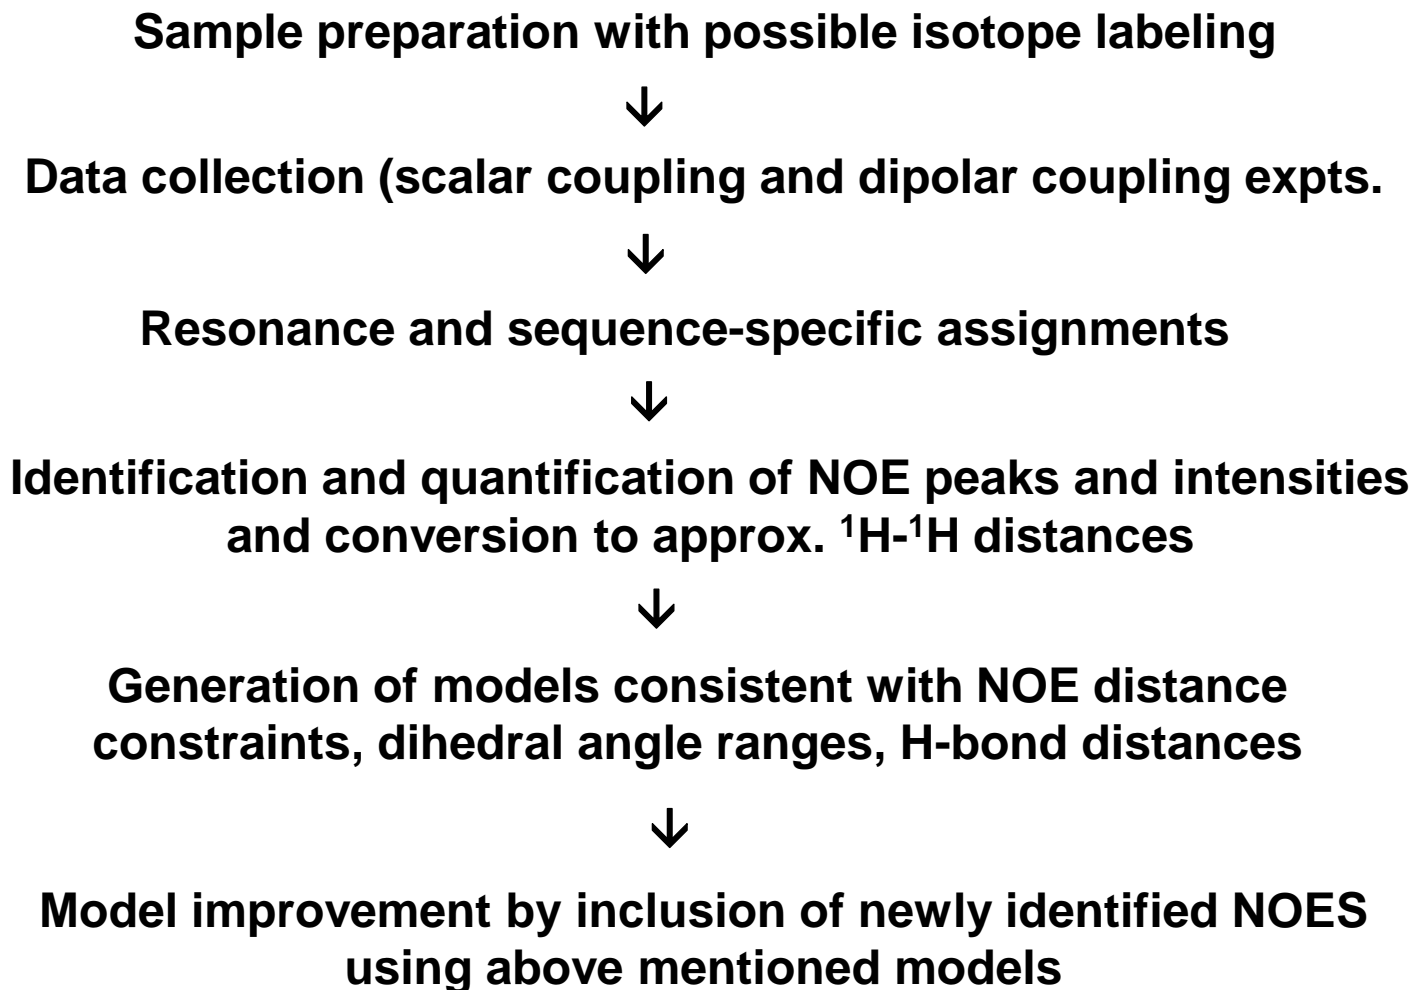 Sample preparation with possible isotope labeling
↓
Data collection (scalar coupling and dipolar coupling expts.
↓
Resonance and sequence-specific assignments
↓
Identification and quantification of NOE peaks and intensities
and conversion to approx. ¹H-¹H distances
↓
Generation of models consistent with NOE distance
constraints, dihedral angle ranges, H-bond distances
↓
Model improvement by inclusion of newly identified NOES
using above mentioned models